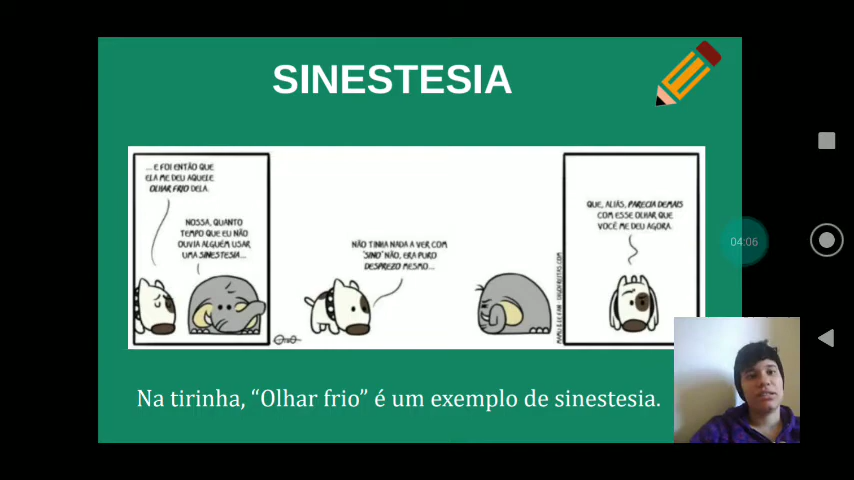 SINESTESIA
... E FOI ENTÃO QUE
ELA ME DEU AQUELE
OLHAR FRIO DELA.
NOSSA, QUANTO
TEMPO QUE EU NÃO
OUVIA ALGUÉM USAR
UMA SINESTESIA...
NÃO TINHA NADA A VER COM
"SINO" NÃO, ERA PURO
DESPREZO MESMO...
QUE, ALIÁS, PARECIA DEMAIS
COM ESSE OLHAR QUE
VOCÊ ME DEU AGORA.
04:06
Na tirinha, “Olhar frio” é um exemplo de sinestesia.